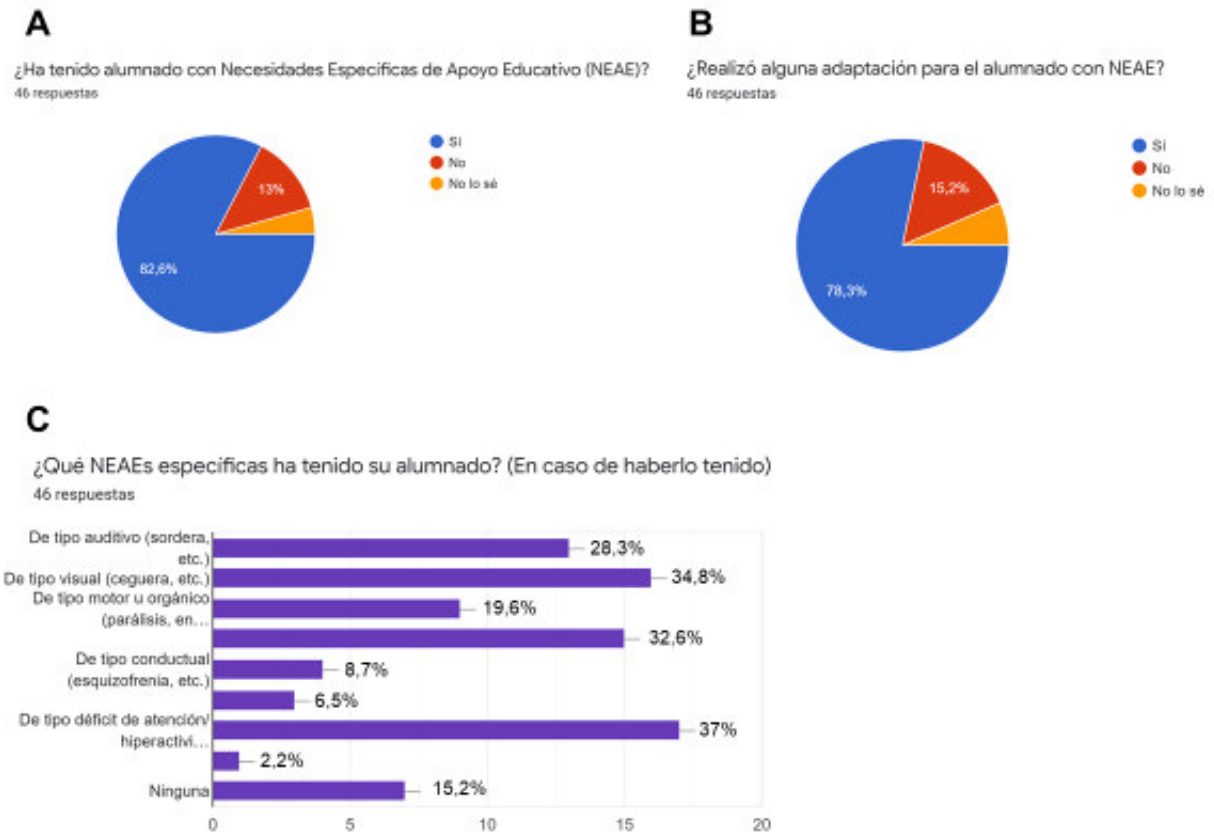 A
¿Ha tenido alumnado con Necesidades Específicas de Apoyo Educativo (NEAE)?
46 respuestas
Sí
No
No lo sé
13%
82,6%
B
¿Realizó alguna adaptación para el alumnado con NEAE?
46 respuestas
Sí
No
No lo sé
15,2%
78,3%
C
¿Qué NEAEs específicas ha tenido su alumnado? (En caso de haberlo tenido)
46 respuestas
De tipo auditivo (sordera,
etc.)
28,3%
De tipo visual (ceguera, etc.)
34,8%
De tipo motor u orgánico
(parálisis, en...
19,6%
32,6%
De tipo conductual
(esquizofrenia, etc.)
8,7%
6,5%
De tipo déficit de atención/
hiperactivi...
37%
2,2%
Ninguna
15,2%
0 5 10 15 20